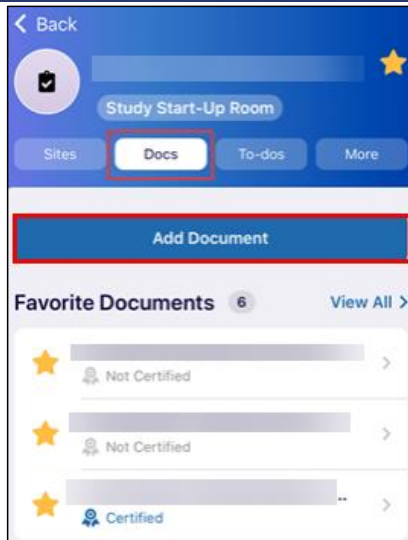 Back
Study Start-Up Room
Sites Docs To-dos More
Add Document
Favorite Documents 6 View All
Not Certified
Not Certified
..
Certified